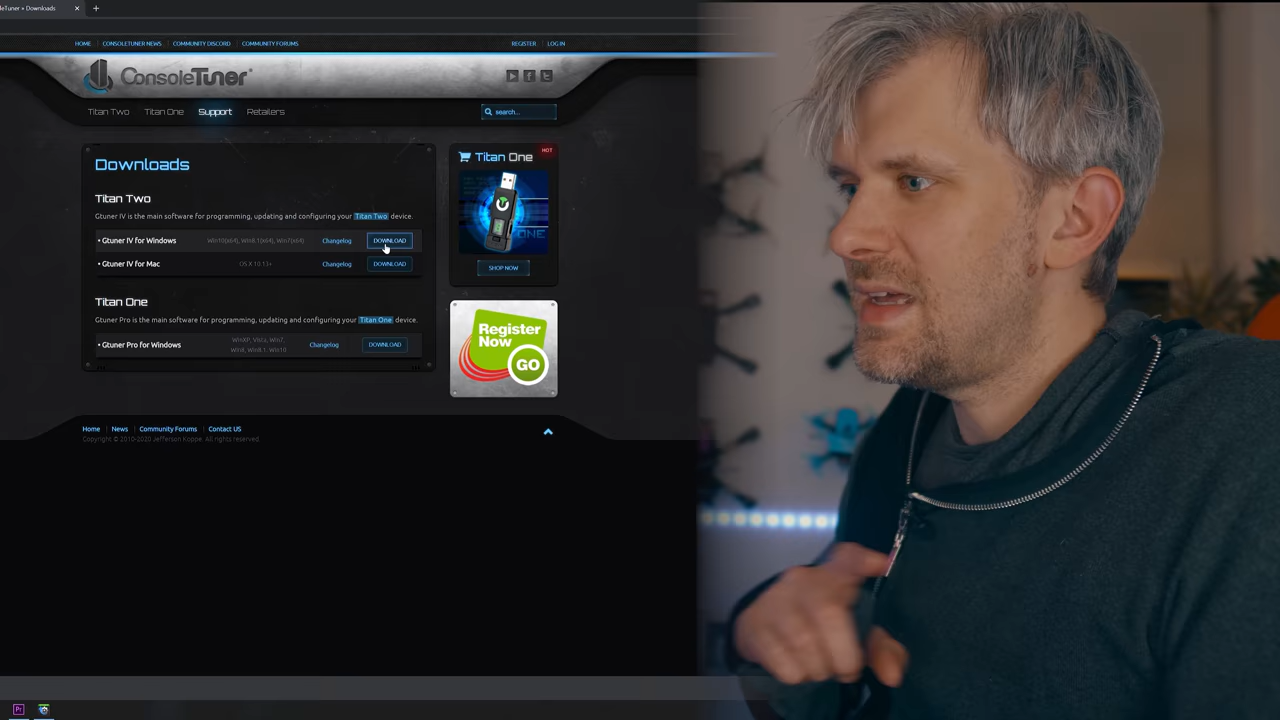 leTuner » Downloads
HOME
CONSOLETUNER NEWS
COMMUNITY DISCORD
COMMUNITY FORUMS
REGISTER
LOG IN
CONSOLETUNER
Titan Two
Titan One
Support
Retailers
search...
Downloads
Titan Two
Gtuner IV is the main software for programming, updating and configuring your Titan Two device.
• Gtuner IV for Windows
Win10(x64), Win8.1(x64), Win7(x64)
Changelog
DOWNLOAD
• Gtuner IV for Mac
OS X 10.13+
Changelog
DOWNLOAD
Titan One
Gtuner Pro is the main software for programming, updating and configuring your Titan One device.
• Gtuner Pro for Windows
WinXP, Vista, Win7,
Win8, Win8.1, Win10
Changelog
DOWNLOAD
Titan One
HOT
ONE
SHOP NOW
Register
Now
GO
Home
News
Community Forums
Contact US
Copyright © 2010-2020 Jefferson Koppe. All rights reserved.
Pr